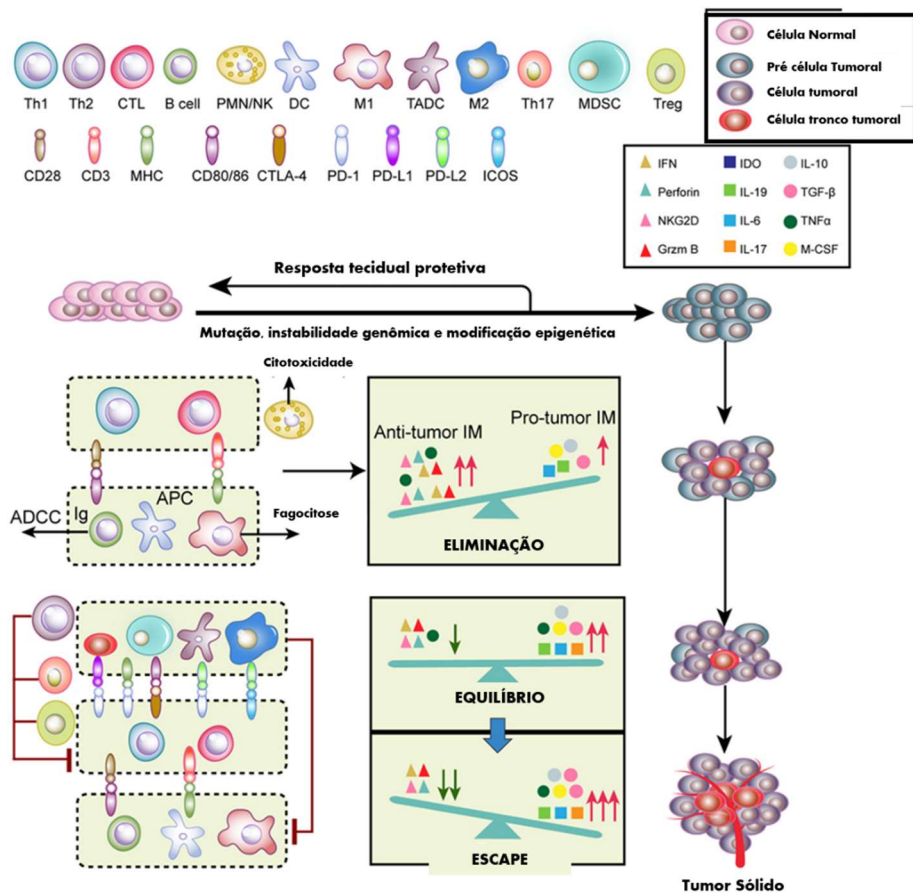 Th1 Th2 CTL B cell PMN/NK DC M1 TADC M2 Th17 MDSC Treg
CD28 CD3 MHC CD80/86 CTLA-4 PD-1 PD-L1 PD-L2 ICOS
Célula Normal
Pré célula Tumoral
Célula tumoral
Célula tronco tumoral
IFN IDO IL-10
Perforin IL-19 TGF-β
NKG2D IL-6 TNFα
Grzm B IL-17 M-CSF
Resposta tecidual protetiva
Mutação, instabilidade genômica e modificação epigenética
Citotoxicidade
Anti-tumor IM
Pro-tumor IM
ADCC
Ig
APC
Fagocitose
ELIMINAÇÃO
EQUILÍBRIO
ESCAPE
Tumor Sólido